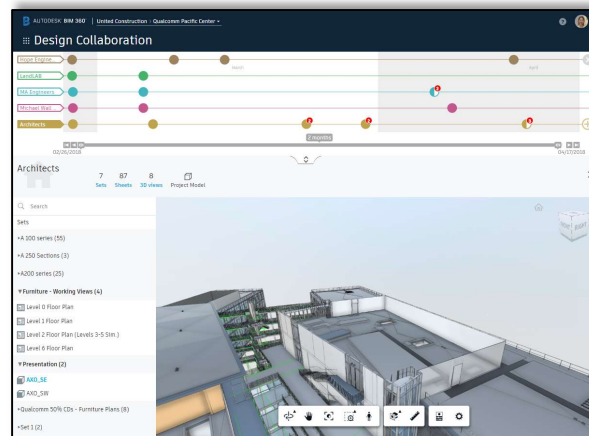 AUTODESK BIM 360° United Construction : Qualcomm Pacific Center
Design Collaboration
Hope Engine...
March
April
LandLAB
MA Engineers
Michael Wall ...
Architects
2 months
02/26/2018
04/17/2018
Architects
7 87 8
Sets Sheets 3D views Project Model
Search
Sets
A 100 series (55)
A 250 Sections (3)
A200 series (25)
Furniture - Working Views (4)
Level 0 Floor Plan
Level 1 Floor Plan
Level 2 Floor Plan (Levels 3-5 Sim.)
Level 6 Floor Plan
Presentation (2)
AXO_SE
AXO_SW
Qualcomm 50% CDs - Furniture Plans (8)
Set 1 (2)
RIGHT